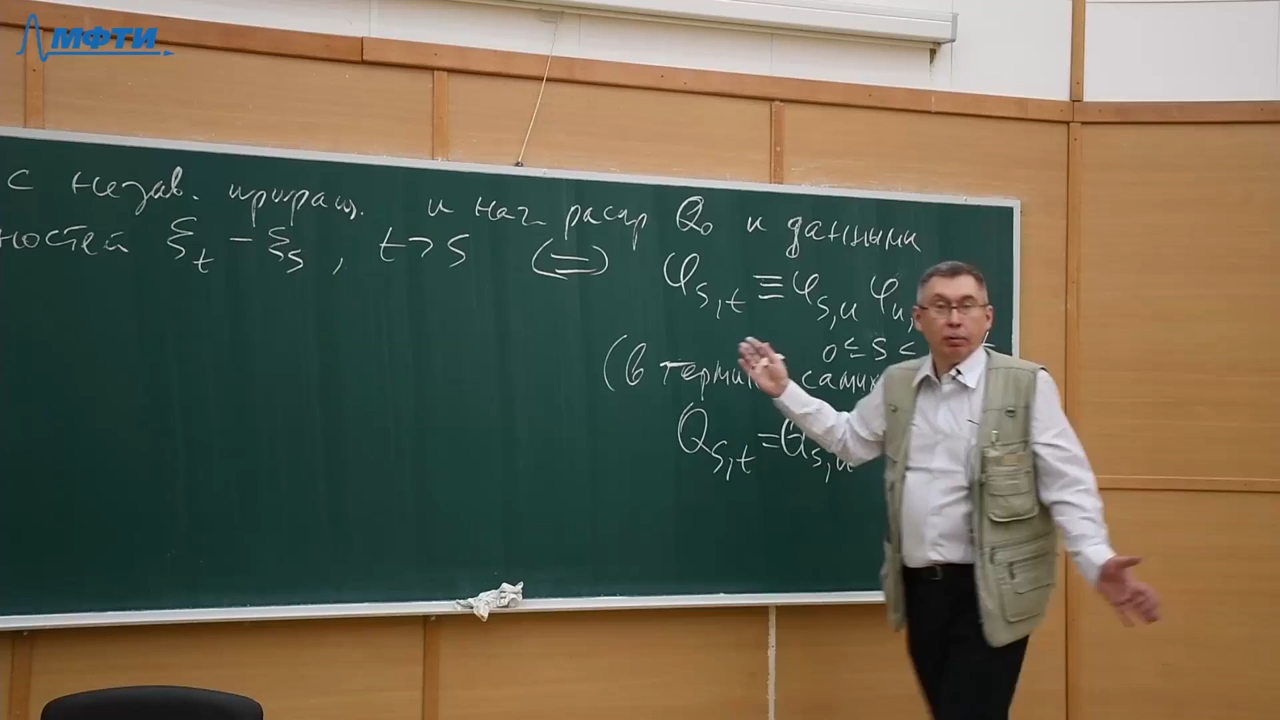 МФТИ
с незав. приращ. и нач. распр Q₀ и данными
ностей ξ_t − ξ_s, t > s (⇔) φ_{s,t} ≡ φ_{s,u} φ_{u,
0 ≤ s <
(в терми самих
Q_{s,t} = Q_{s,u}